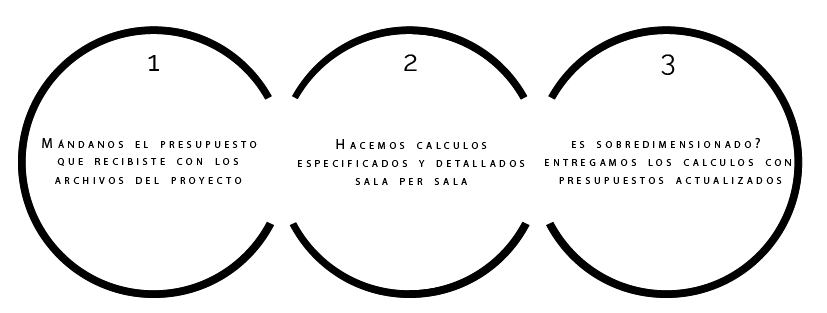 1
Mándanos el presupuesto
que recibiste con los
archivos del proyecto
2
Hacemos calculos
especificados y detallados
sala per sala
3
es sobredimensionado?
entregamos los calculos con
presupuestos actualizados